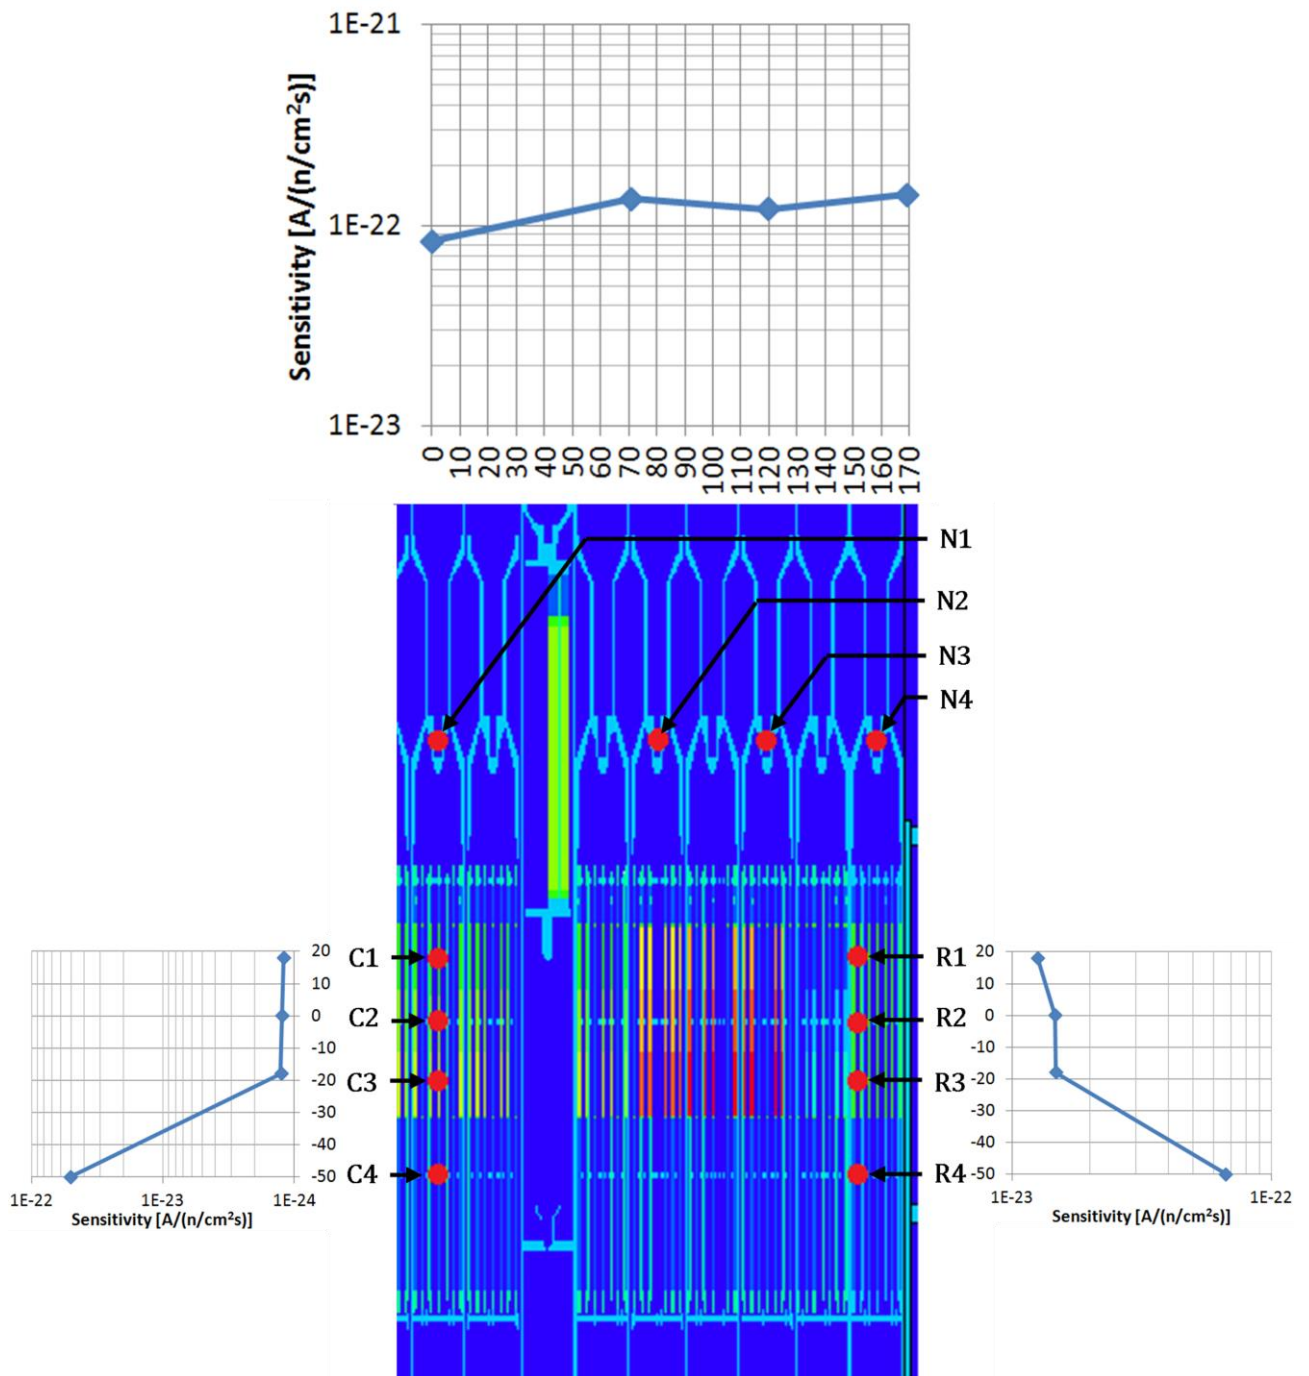 1E-21
1E-22
1E-23
Sensitivity [A/(n/cm²s)]
0 10 20 30 40 50 60 70 80 90 100 110 120 130 140 150 160 170
N1
N2
N3
N4
C1
C2
C3
C4
20
10
0
-10
-20
-30
-40
-50
1E-22 1E-23 1E-24
Sensitivity [A/(n/cm²s)]
R1
R2
R3
R4
20
10
0
-10
-20
-30
-40
-50
1E-23 1E-22
Sensitivity [A/(n/cm²s)]